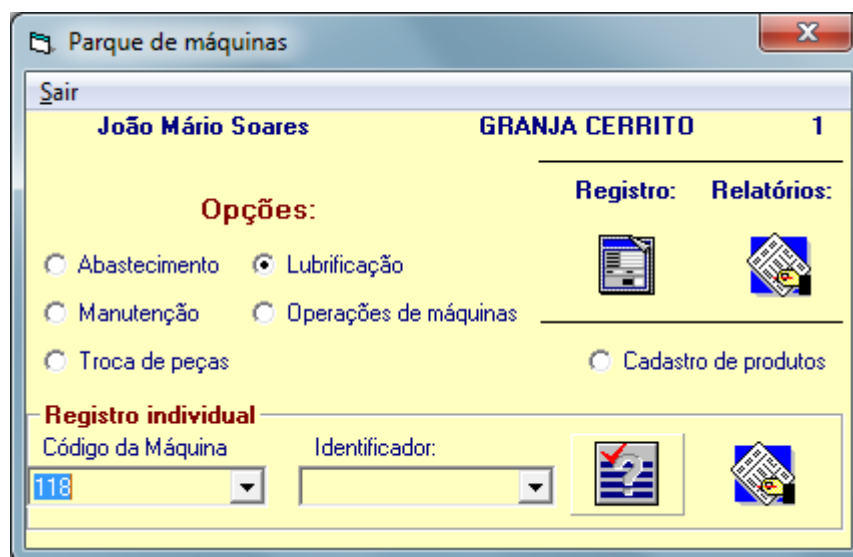 Parque de máquinas
Sair
João Mário Soares GRANJA CERRITO 1
Opções:
Registro: Relatórios:
Abastecimento Lubrificação
Manutenção Operações de máquinas
Troca de peças Cadastro de produtos
Registro individual
Código da Máquina Identificador:
118